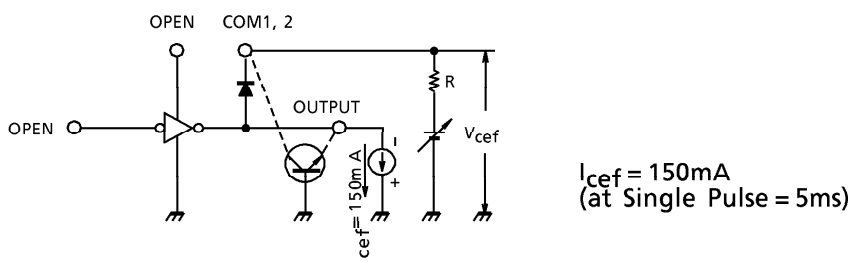 OPEN COM1, 2
R
OUTPUT
OPEN
Vcef
-
+
cef = 150m A
Icef = 150mA
(at Single Pulse = 5ms)